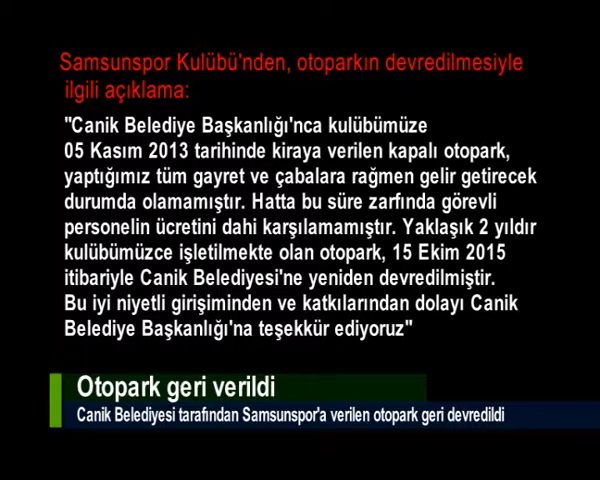 Samsunspor Kulübü'nden, otoparkın devredilmesiyle
ilgili açıklama:
"Canik Belediye Başkanlığı'nca kulübümüze
05 Kasım 2013 tarihinde kiraya verilen kapalı otopark,
yaptığımız tüm gayret ve çabalara rağmen gelir getirecek
durumda olamamıştır. Hatta bu süre zarfında görevli
personelin ücretini dahi karşılamamıştır. Yaklaşık 2 yıldır
kulübümüzce işletilmekte olan otopark, 15 Ekim 2015
itibariyle Canik Belediyesi'ne yeniden devredilmiştir.
Bu iyi niyetli girişiminden ve katkılarından dolayı Canik
Belediye Başkanlığı'na teşekkür ediyoruz"
Otopark geri verildi
Canik Belediyesi tarafından Samsunspor'a verilen otopark geri devredildi